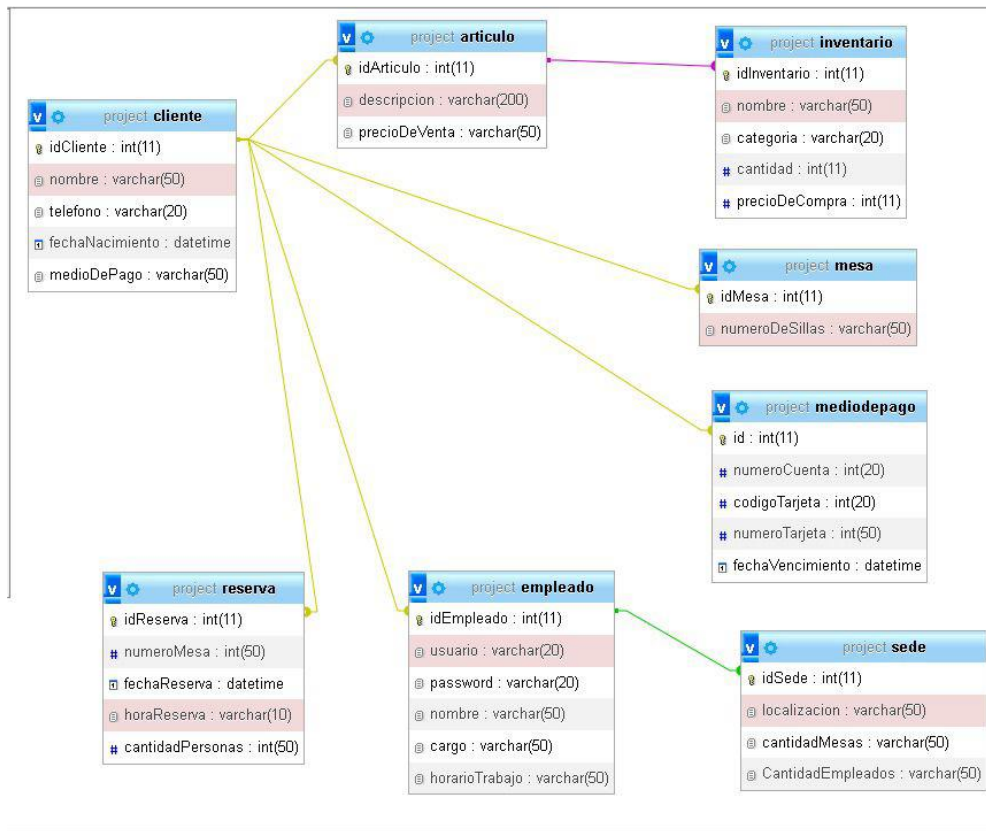 project articulo
idArticulo : int(11)
descripcion : varchar(200)
precioDeVenta : varchar(50)
project inventario
idInventario : int(11)
nombre : varchar(50)
categoria : varchar(20)
# cantidad : int(11)
# precioDeCompra : int(11)
project cliente
idCliente : int(11)
nombre : varchar(50)
telefono : varchar(20)
fechaNacimiento : datetime
medioDePago : varchar(50)
project mesa
idMesa : int(11)
numeroDeSillas : varchar(50)
project mediodepago
id : int(11)
# numeroCuenta : int(20)
# codigoTarjeta : int(20)
# numeroTarjeta : int(50)
fechaVencimiento : datetime
project reserva
idReserva : int(11)
# numeroMesa : int(50)
fechaReserva : datetime
horaReserva : varchar(10)
# cantidadPersonas : int(50)
project empleado
idEmpleado : int(11)
usuario : varchar(20)
password : varchar(20)
nombre : varchar(50)
cargo : varchar(50)
horarioTrabajo : varchar(50)
project sede
idSede : int(11)
localizacion : varchar(50)
cantidadMesas : varchar(50)
CantidadEmpleados : varchar(50)